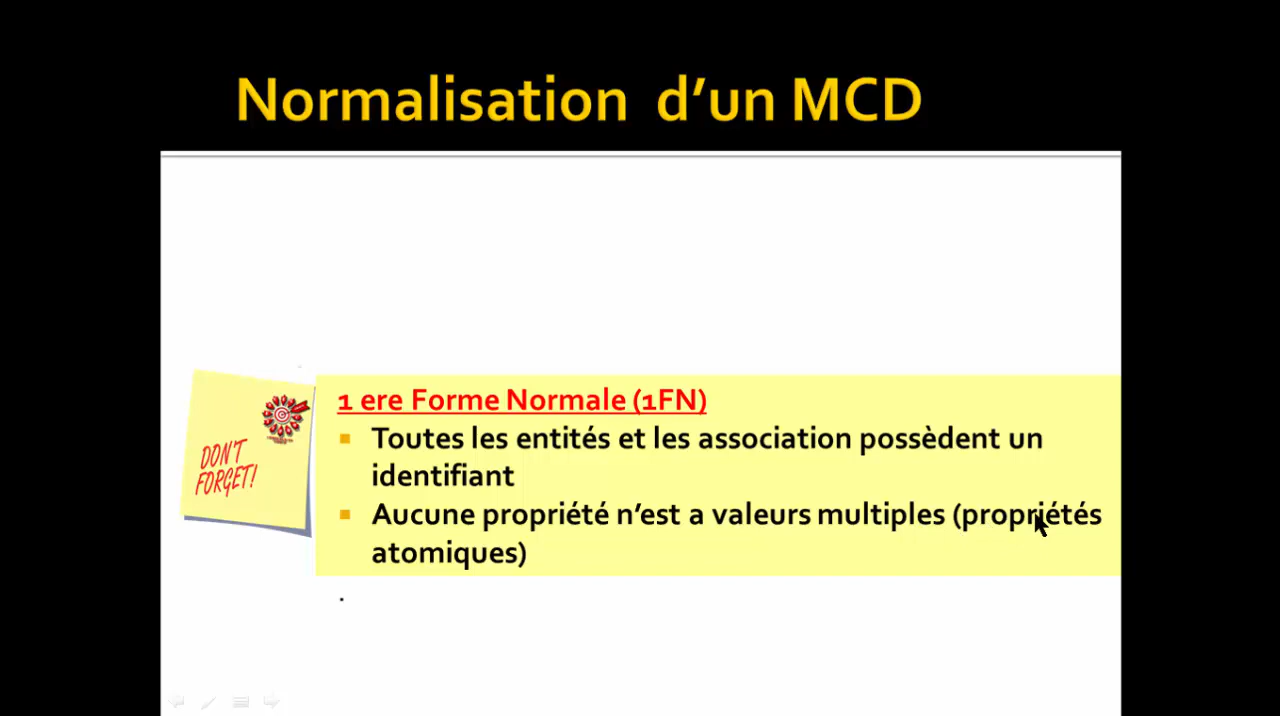 Normalisation d’un MCD
DON'T
FORGET!
1 ere Forme Normale (1FN)
Toutes les entités et les association possèdent un
identifiant
Aucune propriété n’est a valeurs multiples (propriétés
atomiques)
.